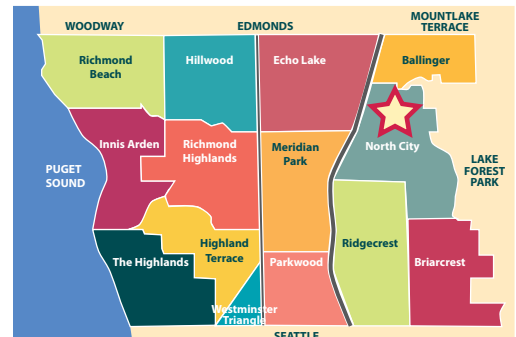 WOODWAY
EDMONDS
MOUNTLAKE
TERRACE
Richmond
Beach
Hillwood
Echo Lake
Ballinger
Innis Arden
Richmond
Highlands
Meridian
Park
North City
PUGET
SOUND
LAKE
FOREST
PARK
The Highlands
Highland
Terrace
Parkwood
Ridgecrest
Briarcrest
Westminster
Triangle
SEATTLE